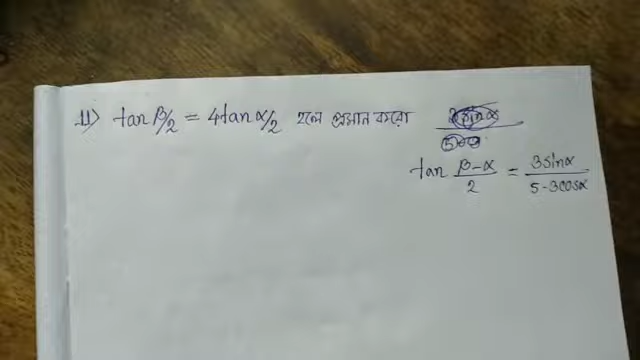 11) tan β/2 = 4tan α/2 হলে প্রমান করো
tan β-α/2 = 3sinα/5-3cosα